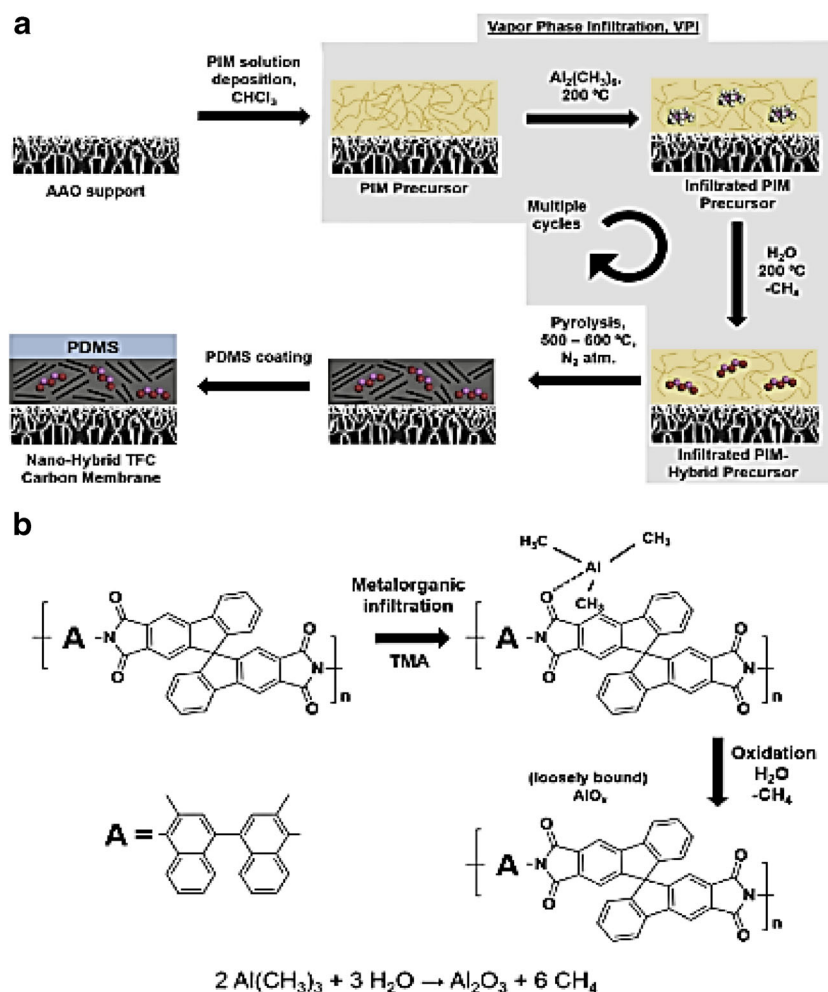 a
Vapor Phase Infiltration, VPI
PIM solution
deposition,
CHCl₃
Al₂(CH₃)₆,
200 ºC
AAO support
PIM Precursor
Infiltrated PIM
Precursor
Multiple
cycles
H₂O
200 ºC
-CH₄
Pyrolysis,
500 – 600 ºC,
N₂ atm.
PDMS
PDMS coating
Nano-Hybrid TFC
Carbon Membrane
Infiltrated PIM-
Hybrid Precursor
b
H₃C
CH₃
Al
CH₃
Metalorganic
infiltration
TMA
O
O
A
N
N
O
O
n
O
O
A
N
N
O
O
n
Oxidation
H₂O
-CH₄
(loosely bound)
AlOₓ
A =
O
O
A
N
N
O
O
n
2 Al(CH₃)₃ + 3 H₂O → Al₂O₃ + 6 CH₄